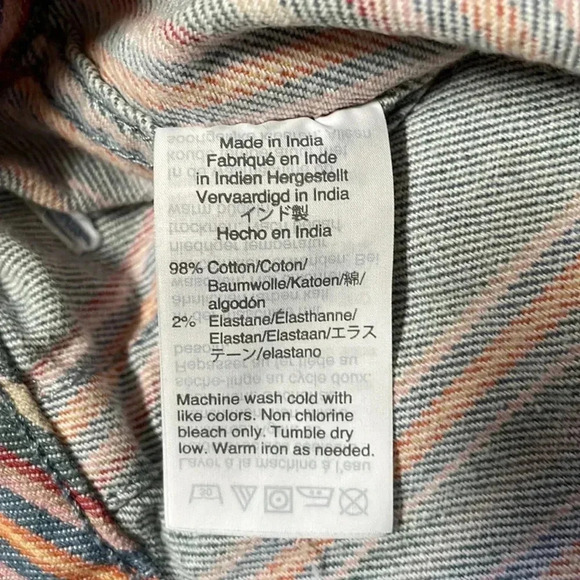 Made in India
Fabriqué en Inde
in Indien Hergestellt
Vervaardigd in India
インド製
Hecho en India
98% Cotton/Coton/
Baumwolle/Katoen/綿/
algodón
2% Elastane/Élasthanne/
Elastan/Elastaan/エラス
テーン/elastano
Machine wash cold with
like colors. Non chlorine
bleach only. Tumble dry
low. Warm iron as needed.